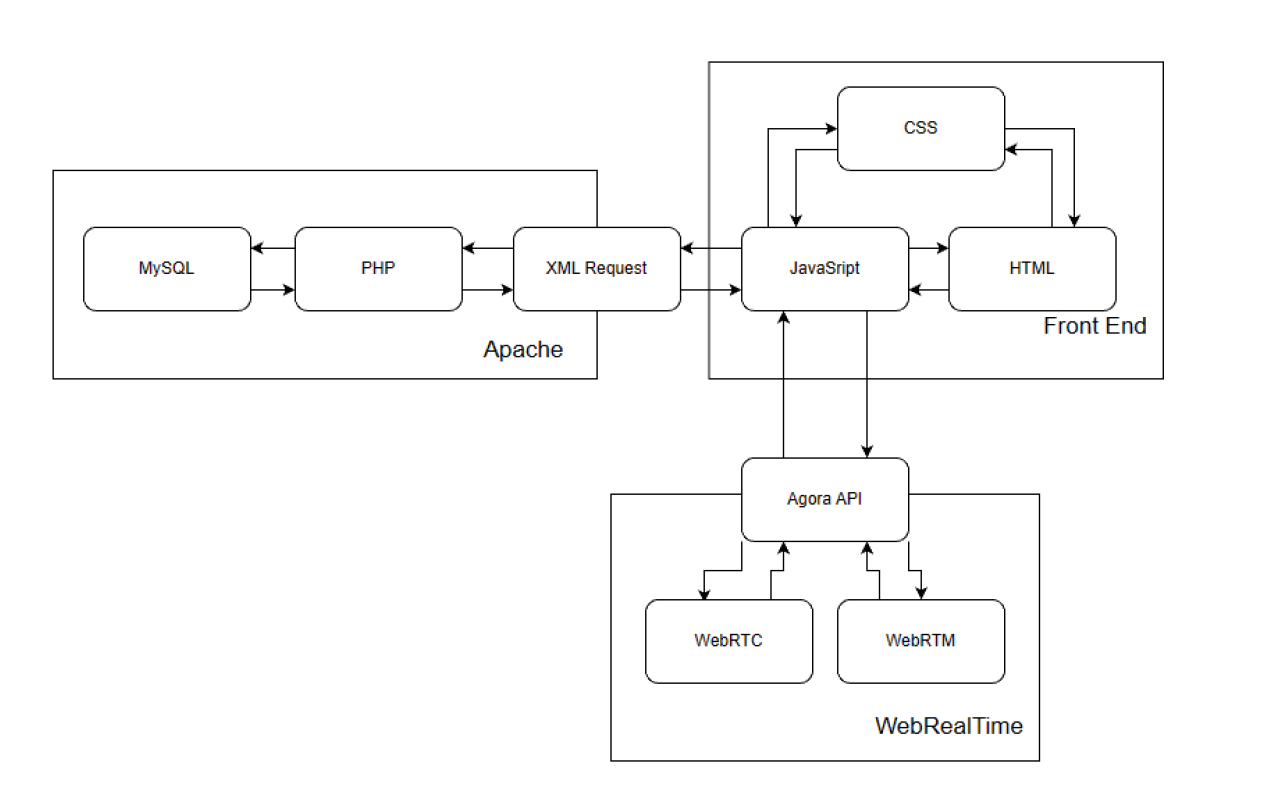 CSS
MySQL
PHP
XML Request
JavaSript
HTML
Front End
Apache
Agora API
WebRTC
WebRTM
WebRealTime